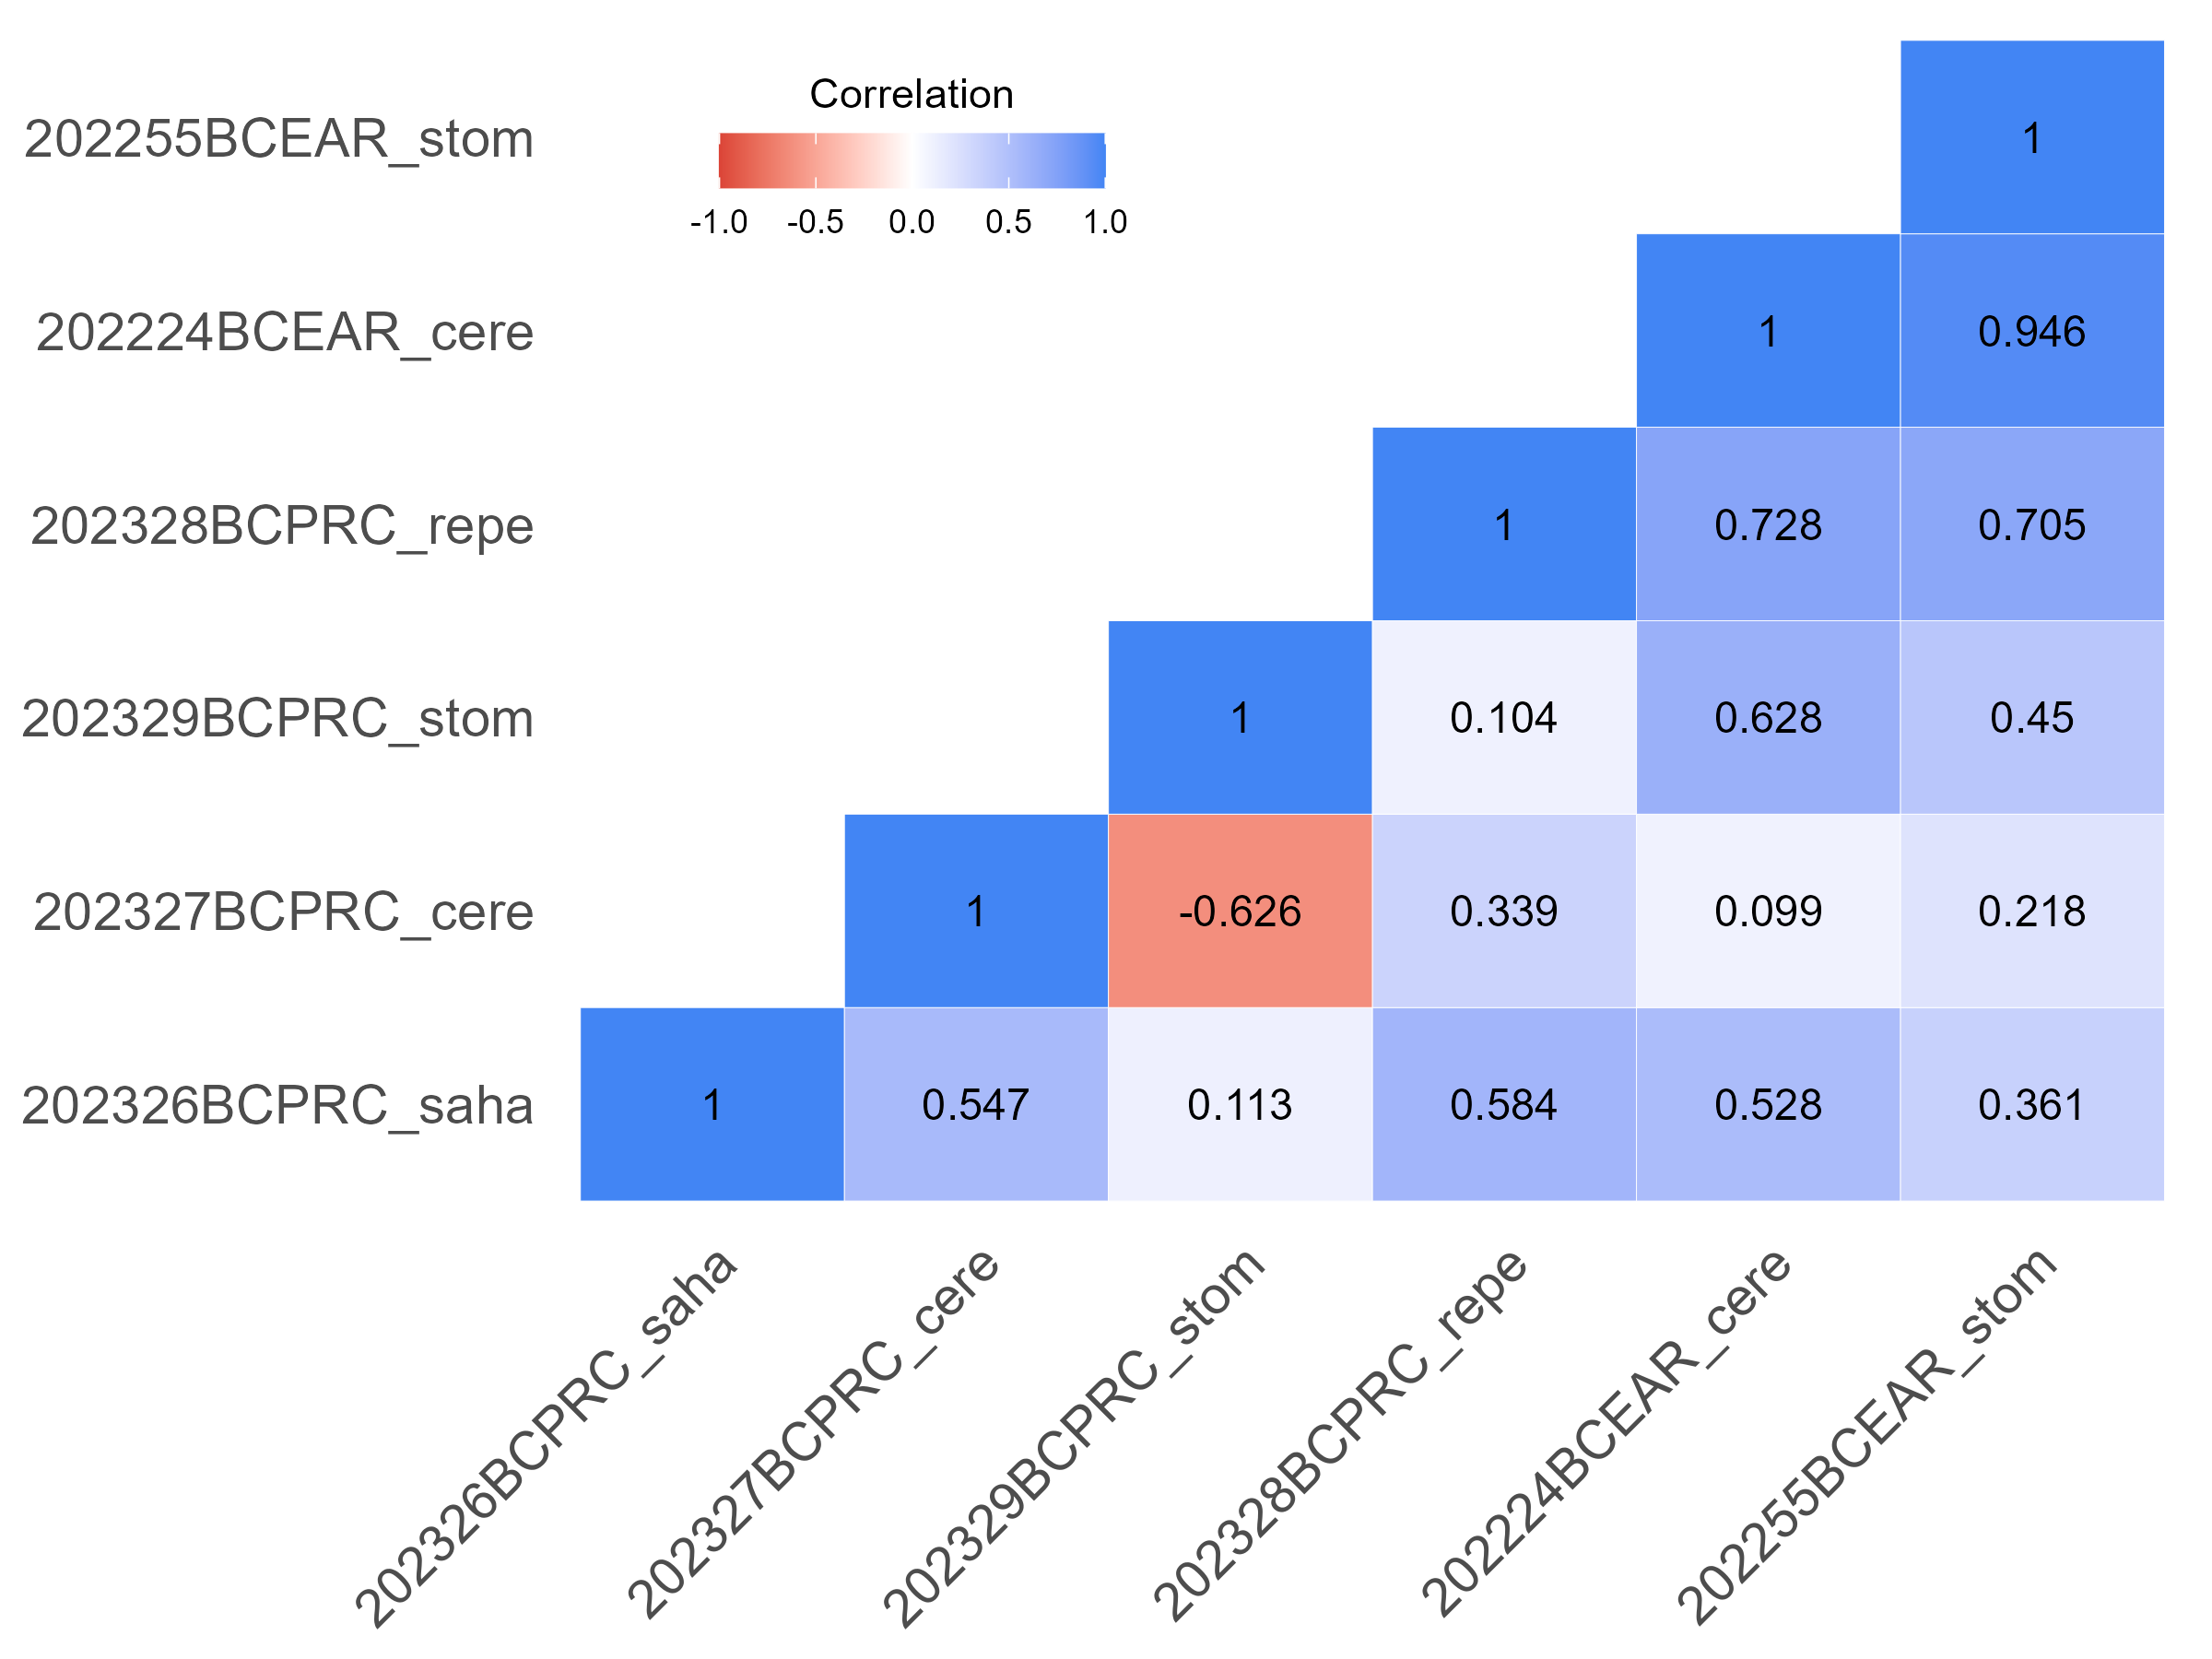 Correlation
-1.0 -0.5 0.0 0.5 1.0
202255BCEAR_stom 1
202224BCEAR_cere 1 0.946
202328BCPRC_repe 1 0.728 0.705
202329BCPRC_stom 1 0.104 0.628 0.45
202327BCPRC_cere 1 -0.626 0.339 0.099 0.218
202326BCPRC_saha 1 0.547 0.113 0.584 0.528 0.361
202326BCPRC_saha
202327BCPRC_cere
202329BCPRC_stom
202328BCPRC_repe
202224BCEAR_cere
202255BCEAR_stom